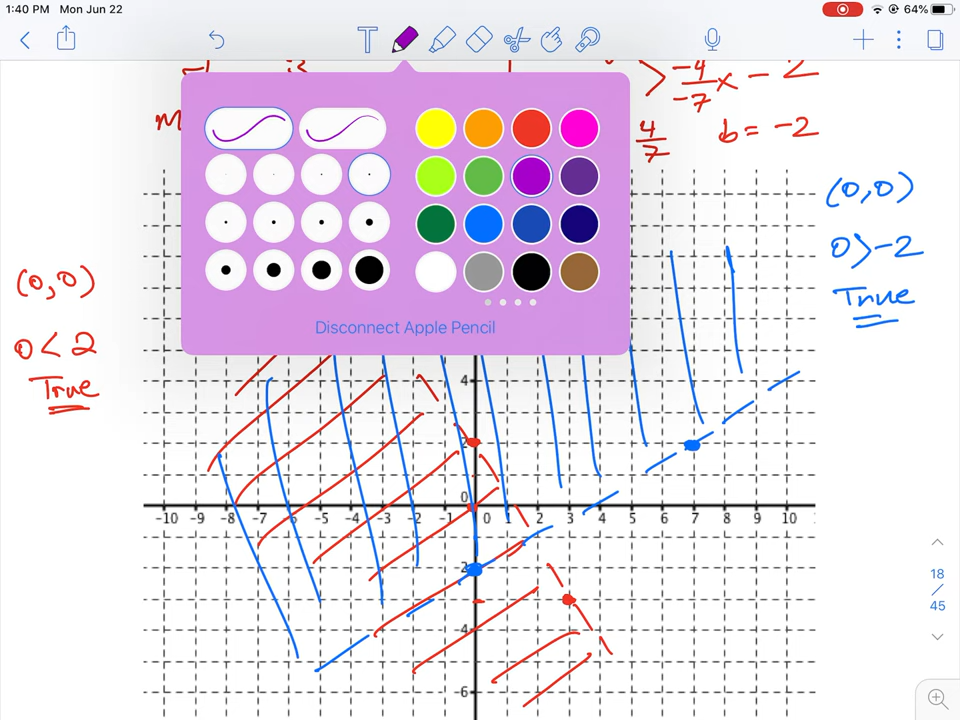 1:40 PM Mon Jun 22
64%
T
> -4/-7 x - 2
m
4/7
b = -2
(0,0)
0 > -2
True
(0,0)
0 < 2
True
Disconnect Apple Pencil
4
2
0
-10 -9 -8 -7 -6 -5 -4 -3 -2 -1 0 1 2 3 4 5 6 7 8 9 10
2
4
6
18
/
45